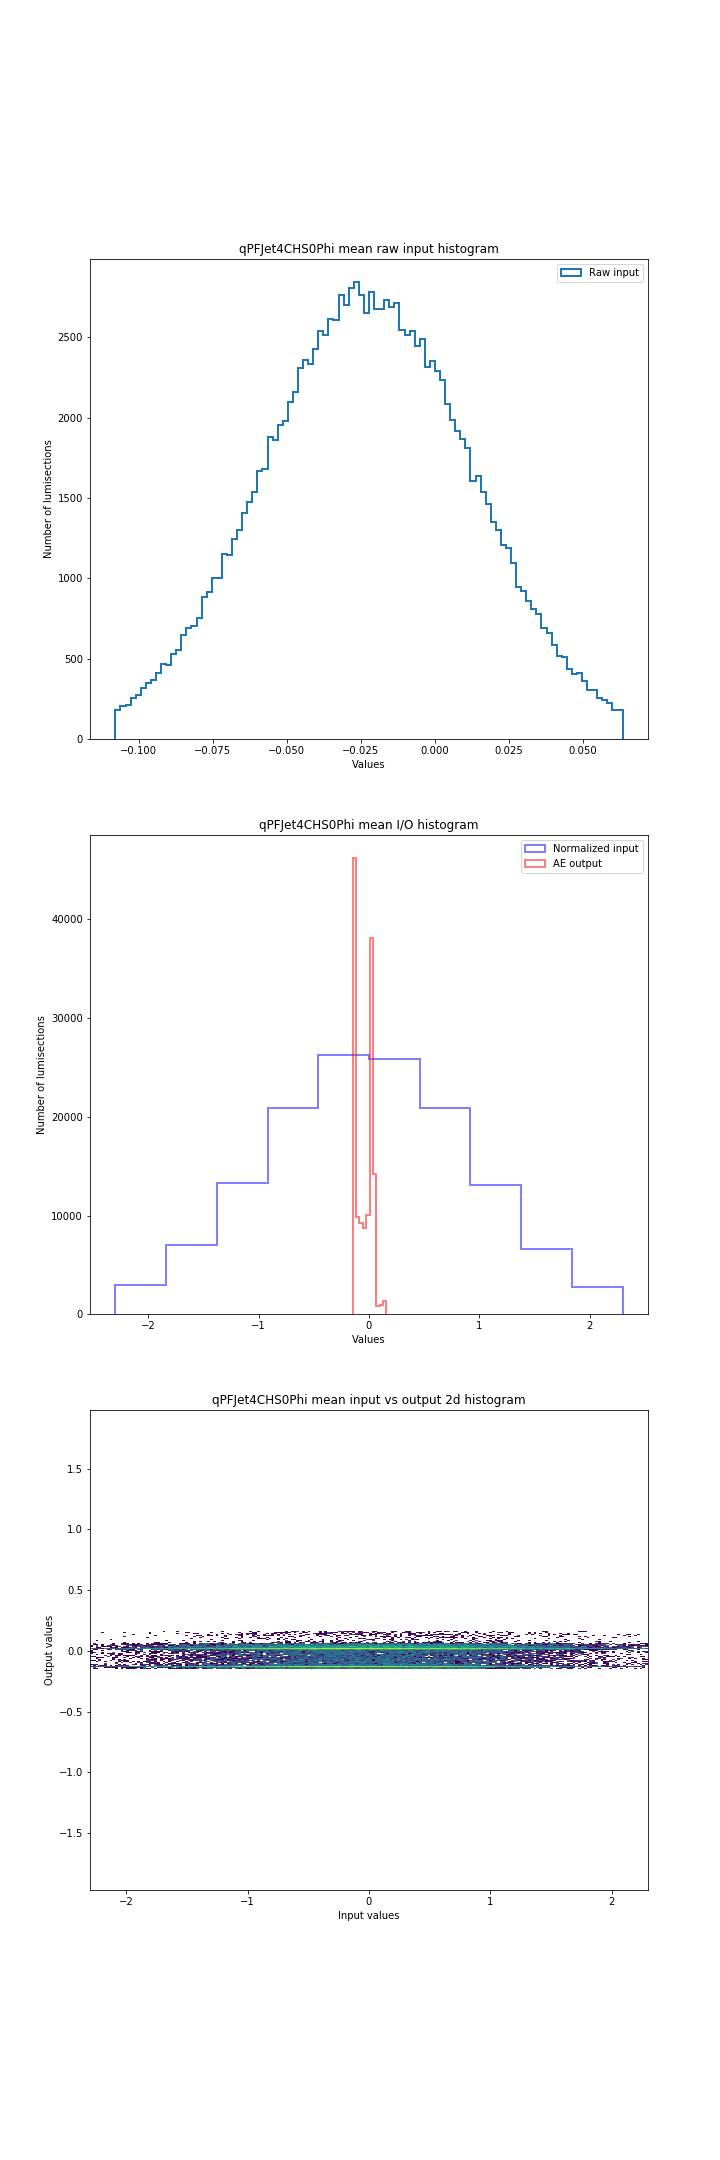 qPFJet4CHS0Phi mean raw input histogram
Raw input
2500
2000
1500
1000
500
0
Number of lumisections
−0.100 −0.075 −0.050 −0.025 0.000 0.025 0.050
Values
qPFJet4CHS0Phi mean I/O histogram
Normalized input
AE output
40000
30000
20000
10000
0
Number of lumisections
−2 −1 0 1 2
Values
qPFJet4CHS0Phi mean input vs output 2d histogram
1.5
1.0
0.5
0.0
−0.5
−1.0
−1.5
Output values
−2 −1 0 1 2
Input values